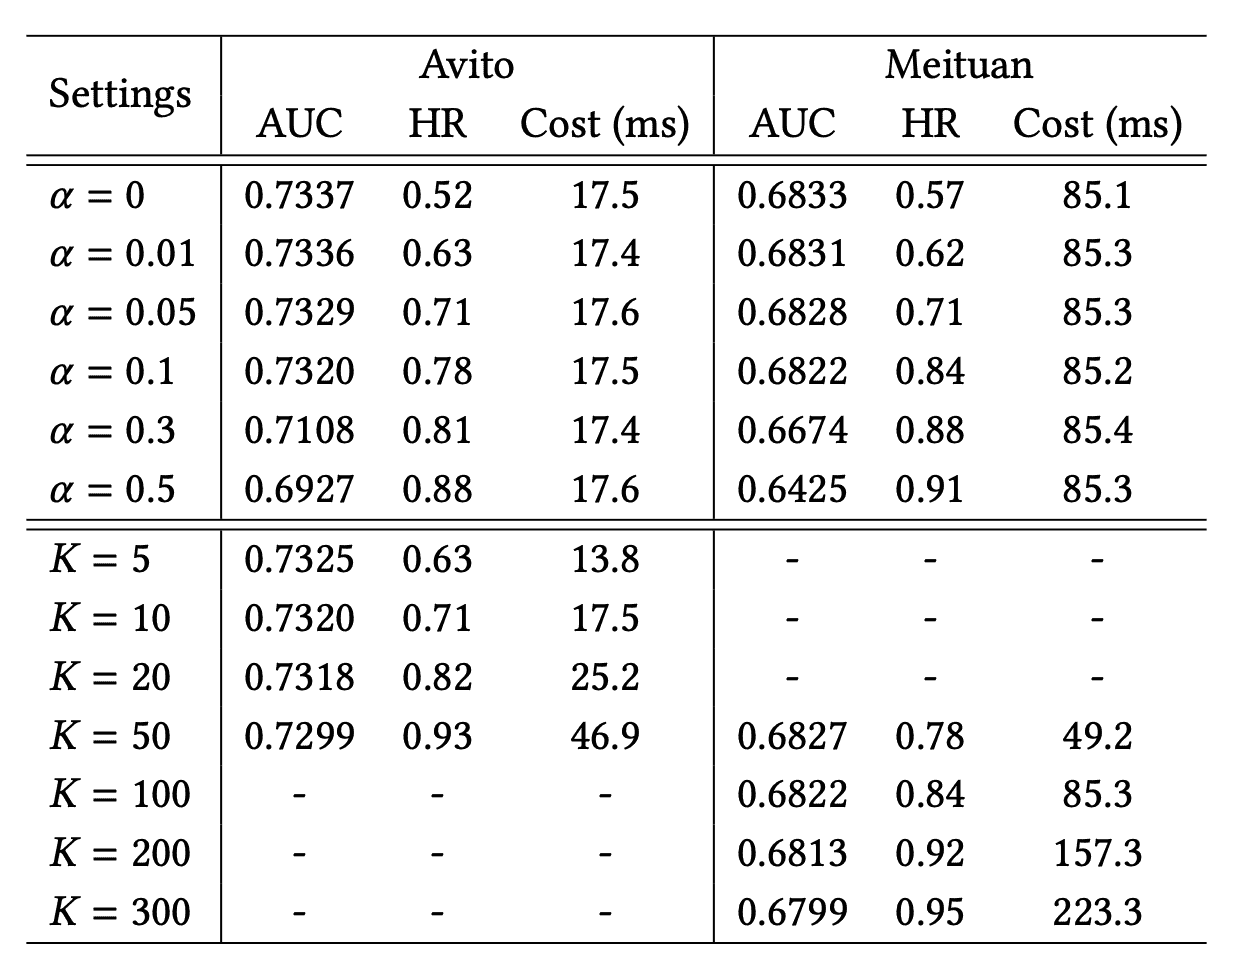 Settings Avito Meituan
AUC HR Cost (ms) AUC HR Cost (ms)
α = 0 0.7337 0.52 17.5 0.6833 0.57 85.1
α = 0.01 0.7336 0.63 17.4 0.6831 0.62 85.3
α = 0.05 0.7329 0.71 17.6 0.6828 0.71 85.3
α = 0.1 0.7320 0.78 17.5 0.6822 0.84 85.2
α = 0.3 0.7108 0.81 17.4 0.6674 0.88 85.4
α = 0.5 0.6927 0.88 17.6 0.6425 0.91 85.3
K = 5 0.7325 0.63 13.8 - - -
K = 10 0.7320 0.71 17.5 - - -
K = 20 0.7318 0.82 25.2 - - -
K = 50 0.7299 0.93 46.9 0.6827 0.78 49.2
K = 100 - - - 0.6822 0.84 85.3
K = 200 - - - 0.6813 0.92 157.3
K = 300 - - - 0.6799 0.95 223.3